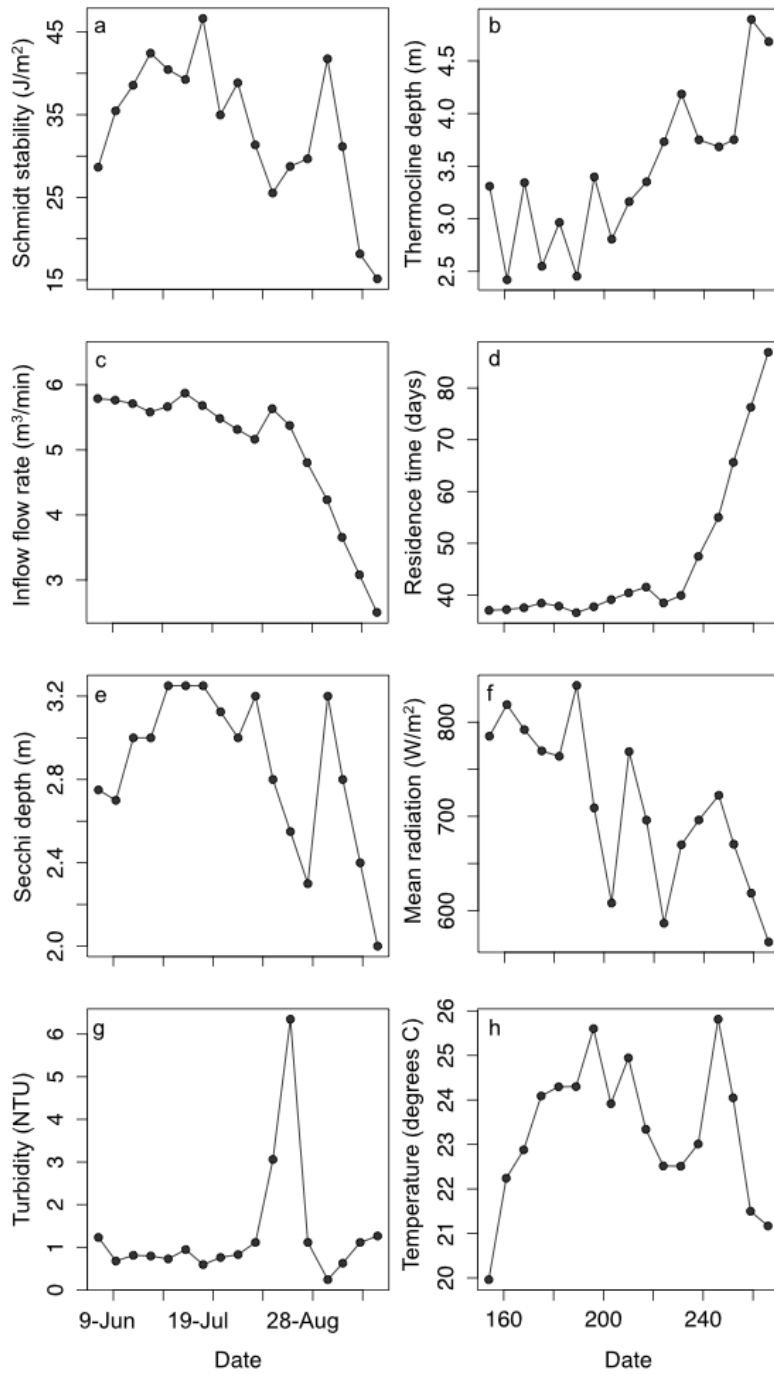 a
Schmidt stability (J/m²)
45
35
25
15
b
Thermocline depth (m)
4.5
4.0
3.5
3.0
2.5
c
Inflow flow rate (m³/min)
6
5
4
3
d
Residence time (days)
80
70
60
50
40
e
Secchi depth (m)
3.2
2.8
2.4
2.0
f
Mean radiation (W/m²)
800
700
600
g
Turbidity (NTU)
6
5
4
3
2
1
0
9-Jun 19-Jul 28-Aug
Date
h
Temperature (degrees C)
26
25
24
23
22
21
20
160 200 240
Date